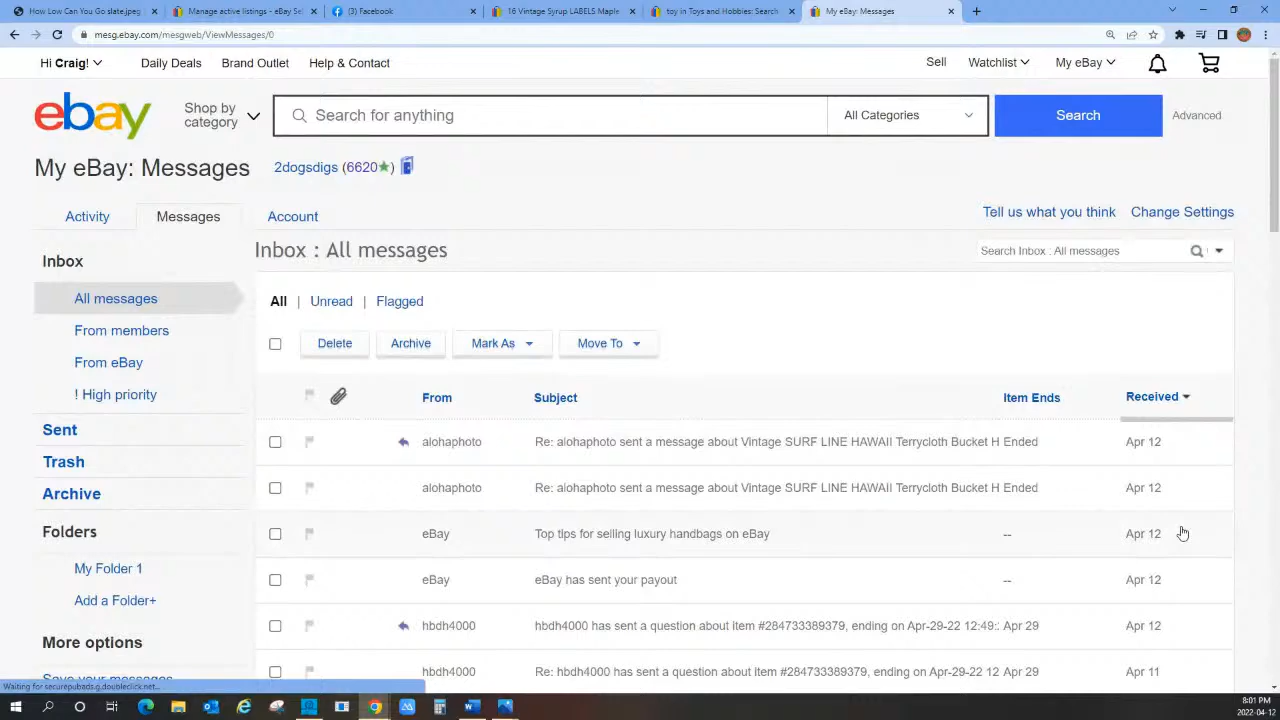 How Low Can You Go slate.jpeg
Manage active listings - eBay Sel
(2) Facebook
16 Vintage Syrup LABELS Maple
toy in Toys and Hobbies: Search
My eBay: Messages
mesg.ebay.com/mesgweb/ViewMessages/0
Hi Craig!
Daily Deals
Brand Outlet
Help & Contact
Sell
Watchlist
My eBay
ebay
Shop by
category
Search for anything
All Categories
Search
Advanced
My eBay: Messages
2dogsdigs (6620)
Activity
Messages
Account
Tell us what you think
Change Settings
Inbox
Inbox : All messages
Search Inbox : All messages
All messages
All | Unread | Flagged
From members
Delete
Archive
Mark As
Move To
From eBay
! High priority
From
Subject
Item Ends
Received
Sent
alohaphoto
Re: alohaphoto sent a message about Vintage SURF LINE HAWAII Terrycloth Bucket H
Ended
Apr 12
Trash
Archive
alohaphoto
Re: alohaphoto sent a message about Vintage SURF LINE HAWAII Terrycloth Bucket H
Ended
Apr 12
Folders
eBay
Top tips for selling luxury handbags on eBay
--
Apr 12
My Folder 1
eBay
eBay has sent your payout
--
Apr 12
Add a Folder+
hbdh4000
hbdh4000 has sent a question about item #284733389379, ending on Apr-29-22 12:49:
Apr 29
Apr 12
More options
hbdh4000
Re: hbdh4000 has sent a question about item #284733389379, ending on Apr-29-22 12
Apr 29
Apr 11
Save your messages
Waiting for securepubads.g.doubleclick.net...
8:01 PM
2022-04-12